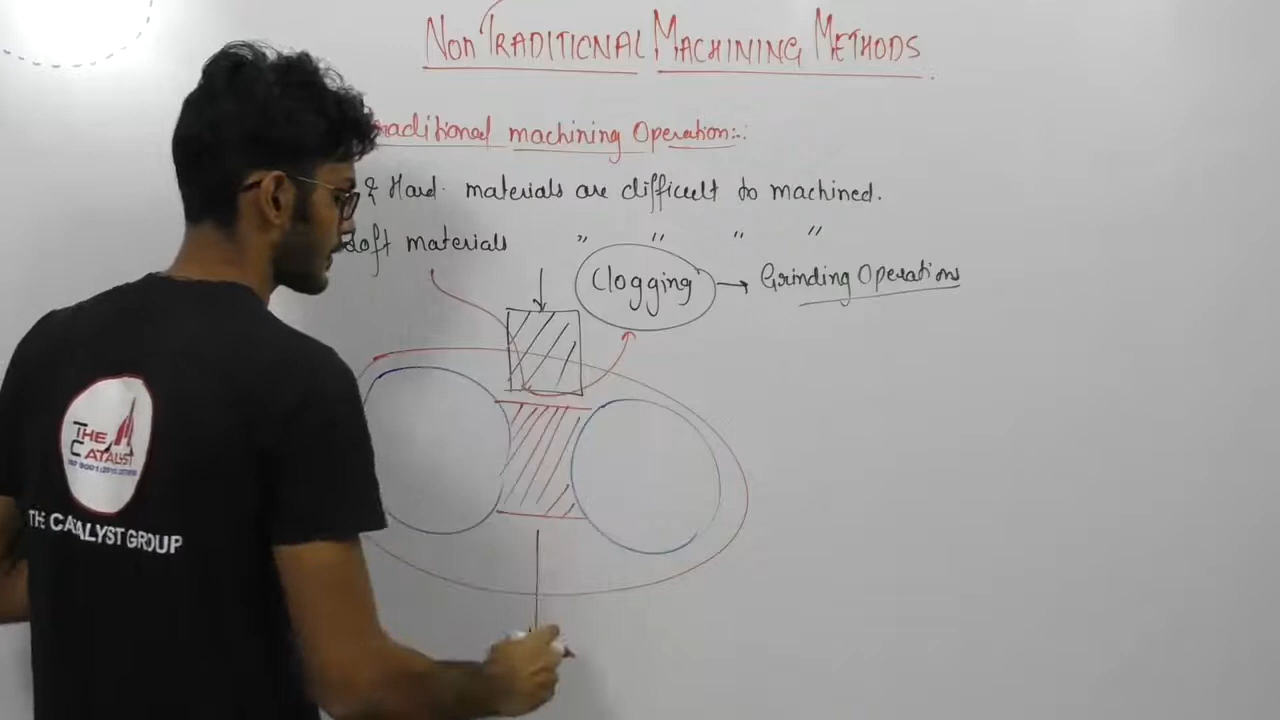 Non TRADITIONAL MACHINING METHODS
raditional machining Operation::
& Hard materials are difficult to machined.
Soft materials " " " "
Clogging → Grinding Operations
THE
CATALYST
THE CATALYST GROUP